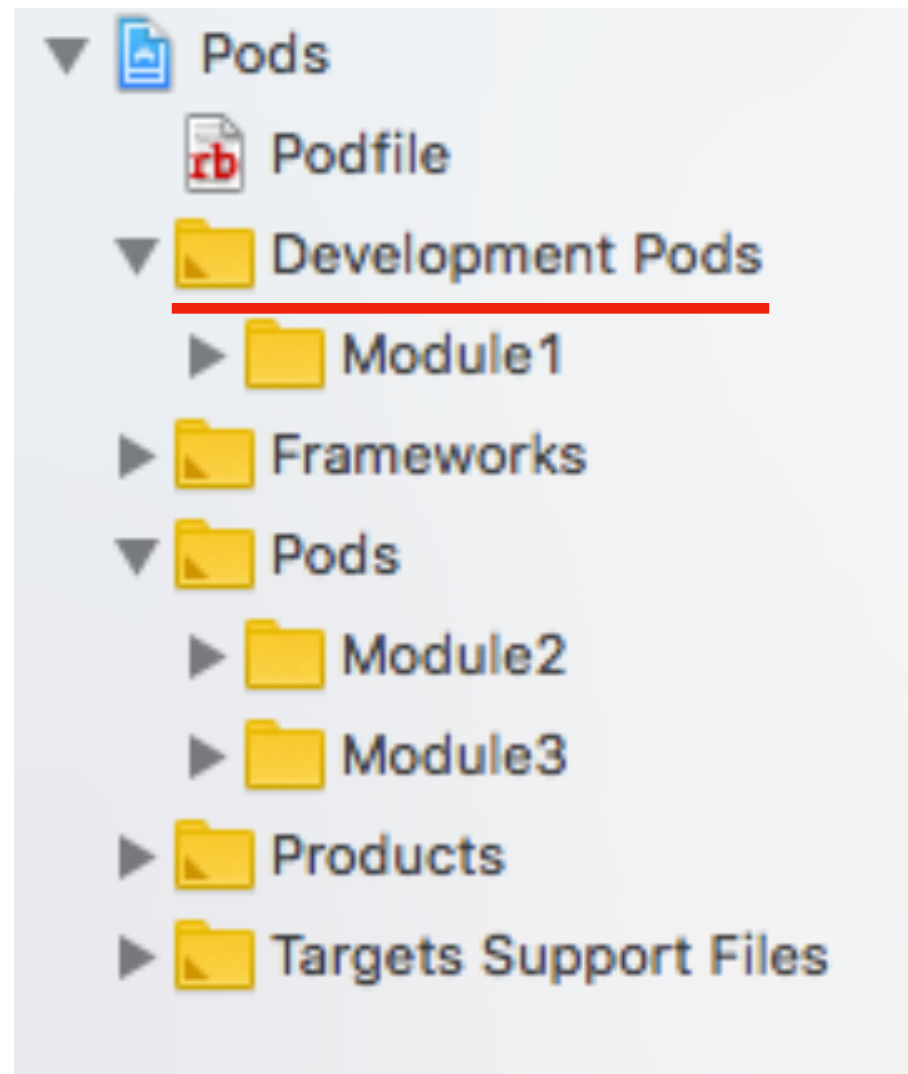 Pods
rb Podfile
Development Pods
Module1
Frameworks
Pods
Module2
Module3
Products
Targets Support Files